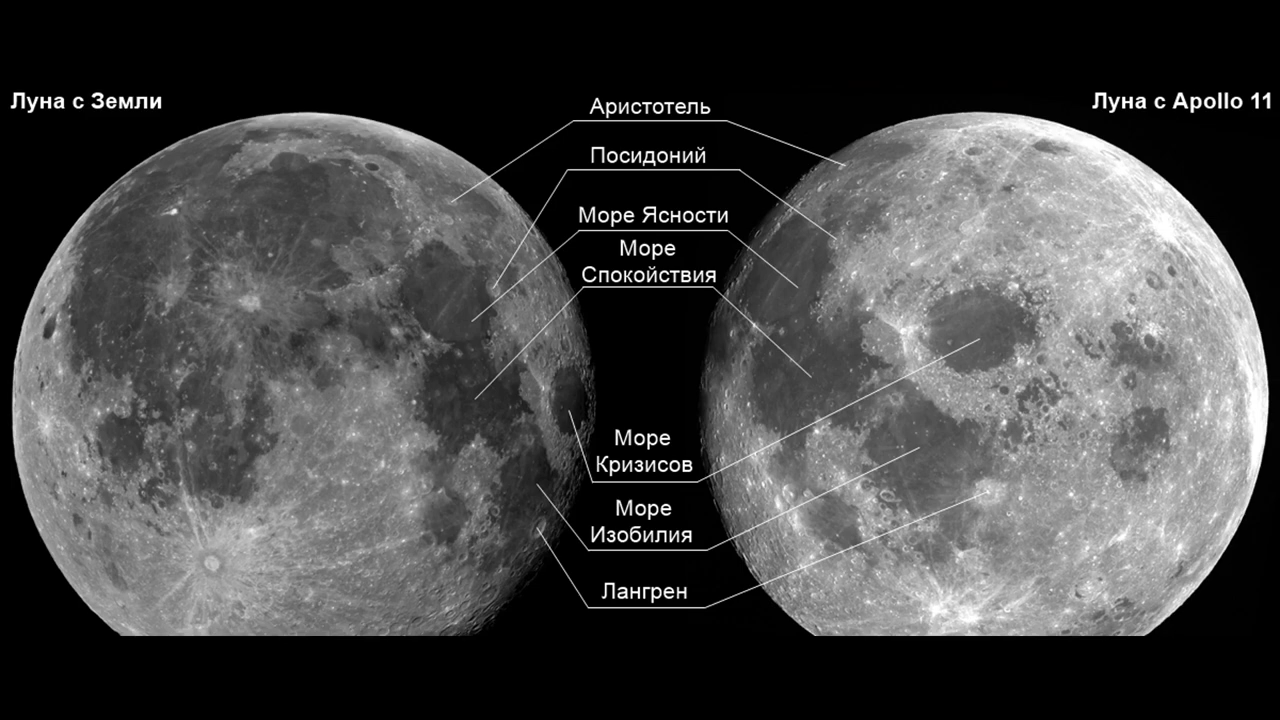 Луна с Земли
Луна с Apollo 11
Аристотель
Посидоний
Море Ясности
Море
Спокойствия
Море
Кризисов
Море
Изобилия
Лангрен